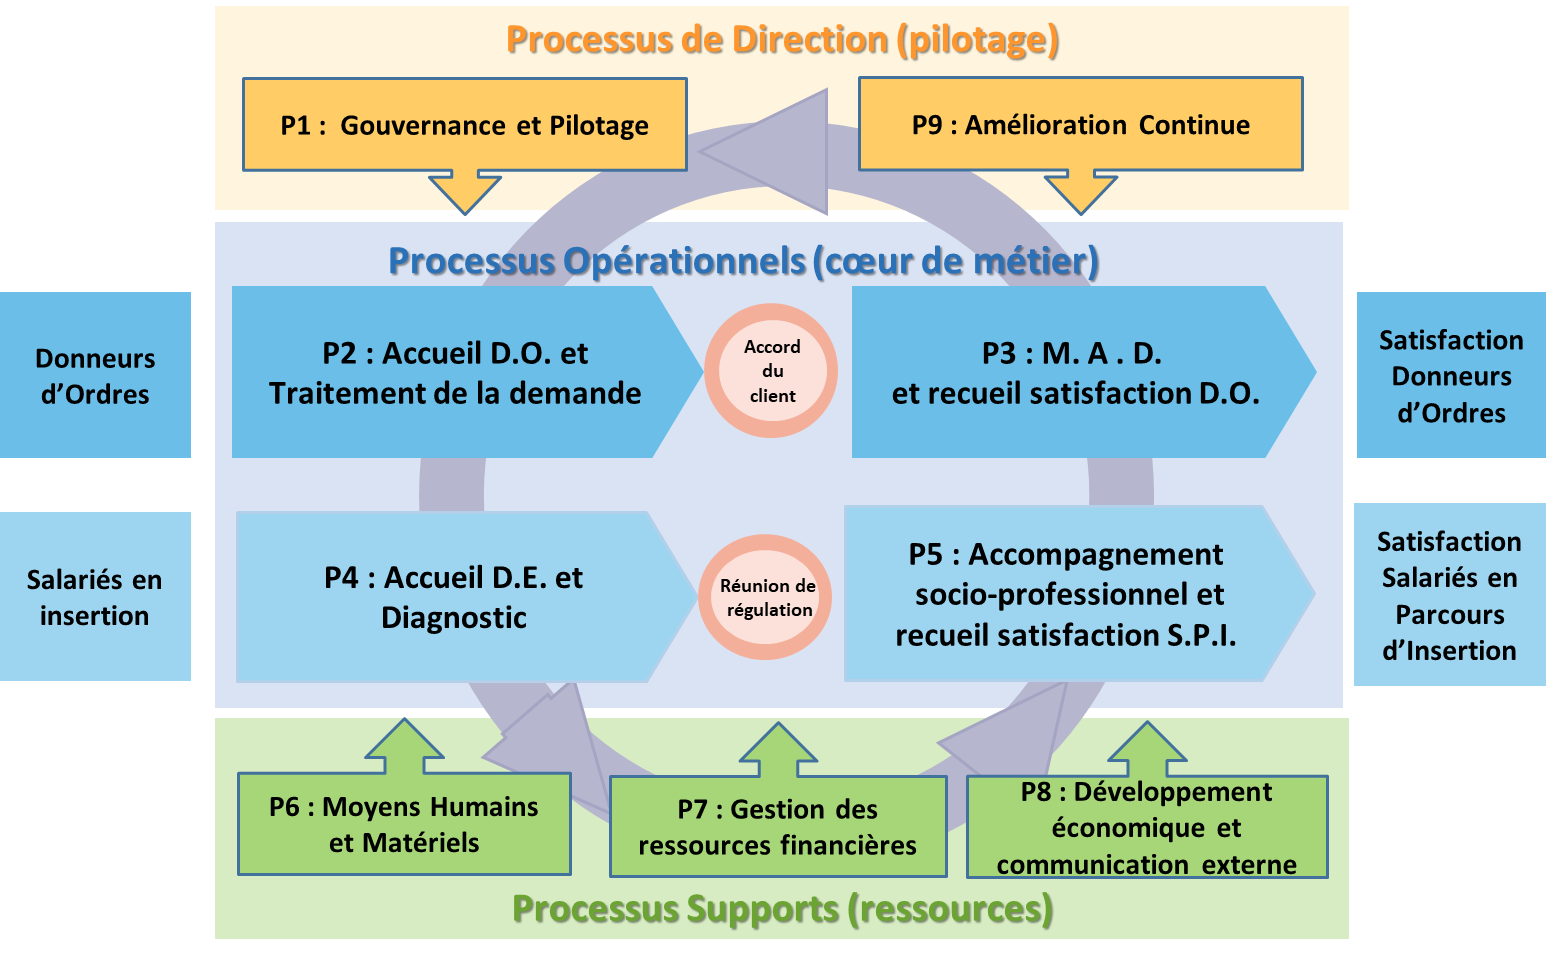 Processus de Direction (pilotage)
P1 : Gouvernance et Pilotage
P9 : Amélioration Continue
Processus Opérationnels (cœur de métier)
Donneurs
d’Ordres
P2 : Accueil D.O. et
Traitement de la demande
Accord
du
client
P3 : M. A . D.
et recueil satisfaction D.O.
Satisfaction
Donneurs
d’Ordres
Salariés en
insertion
P4 : Accueil D.E. et
Diagnostic
Réunion de
régulation
P5 : Accompagnement
socio-professionnel et
recueil satisfaction S.P.I.
Satisfaction
Salariés en
Parcours
d’Insertion
P6 : Moyens Humains
et Matériels
P7 : Gestion des
ressources financières
P8 : Développement
économique et
communication externe
Processus Supports (ressources)